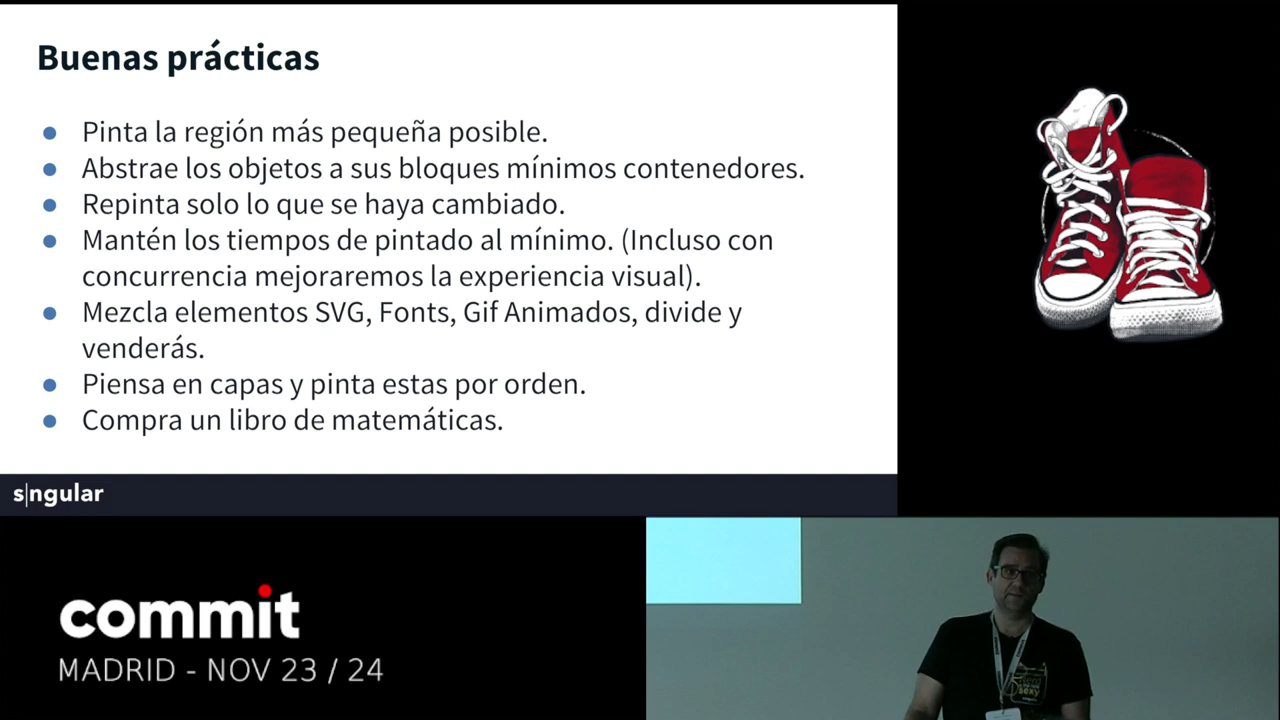 Buenas prácticas
● Pinta la región más pequeña posible.
● Abstrae los objetos a sus bloques mínimos contenedores.
● Repinta solo lo que se haya cambiado.
● Mantén los tiempos de pintado al mínimo. (Incluso con
concurrencia mejoraremos la experiencia visual).
● Mezcla elementos SVG, Fonts, Gif Animados, divide y
venderás.
● Piensa en capas y pinta estas por orden.
● Compra un libro de matemáticas.
s|ngular
commit
MADRID - NOV 23 / 24
sexy